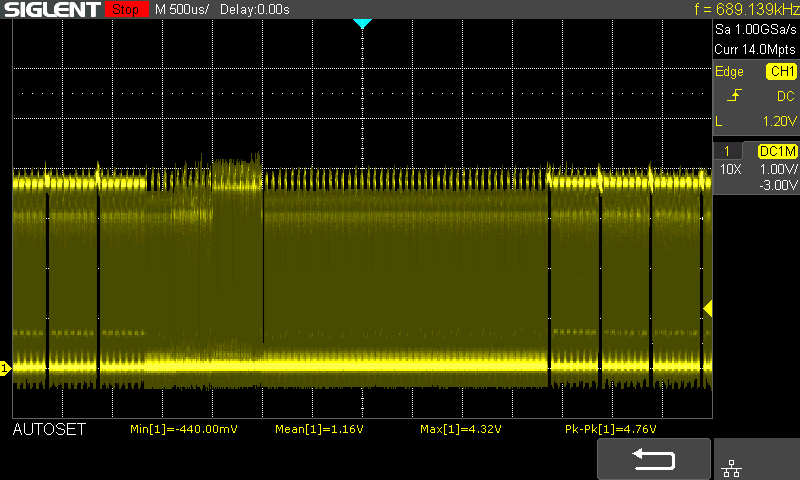 SIGLENT Stop M 500us/ Delay:0.00s f = 689.139kHz
Sa 1.00GSa/s
Curr 14.0Mpts
Edge CH1
DC
L 1.20V
1 DC1M
10X 1.00V/
-3.00V
1
AUTOSET Min[1]=-440.00mV Mean[1]=1.16V Max[1]=4.32V Pk-Pk[1]=4.76V